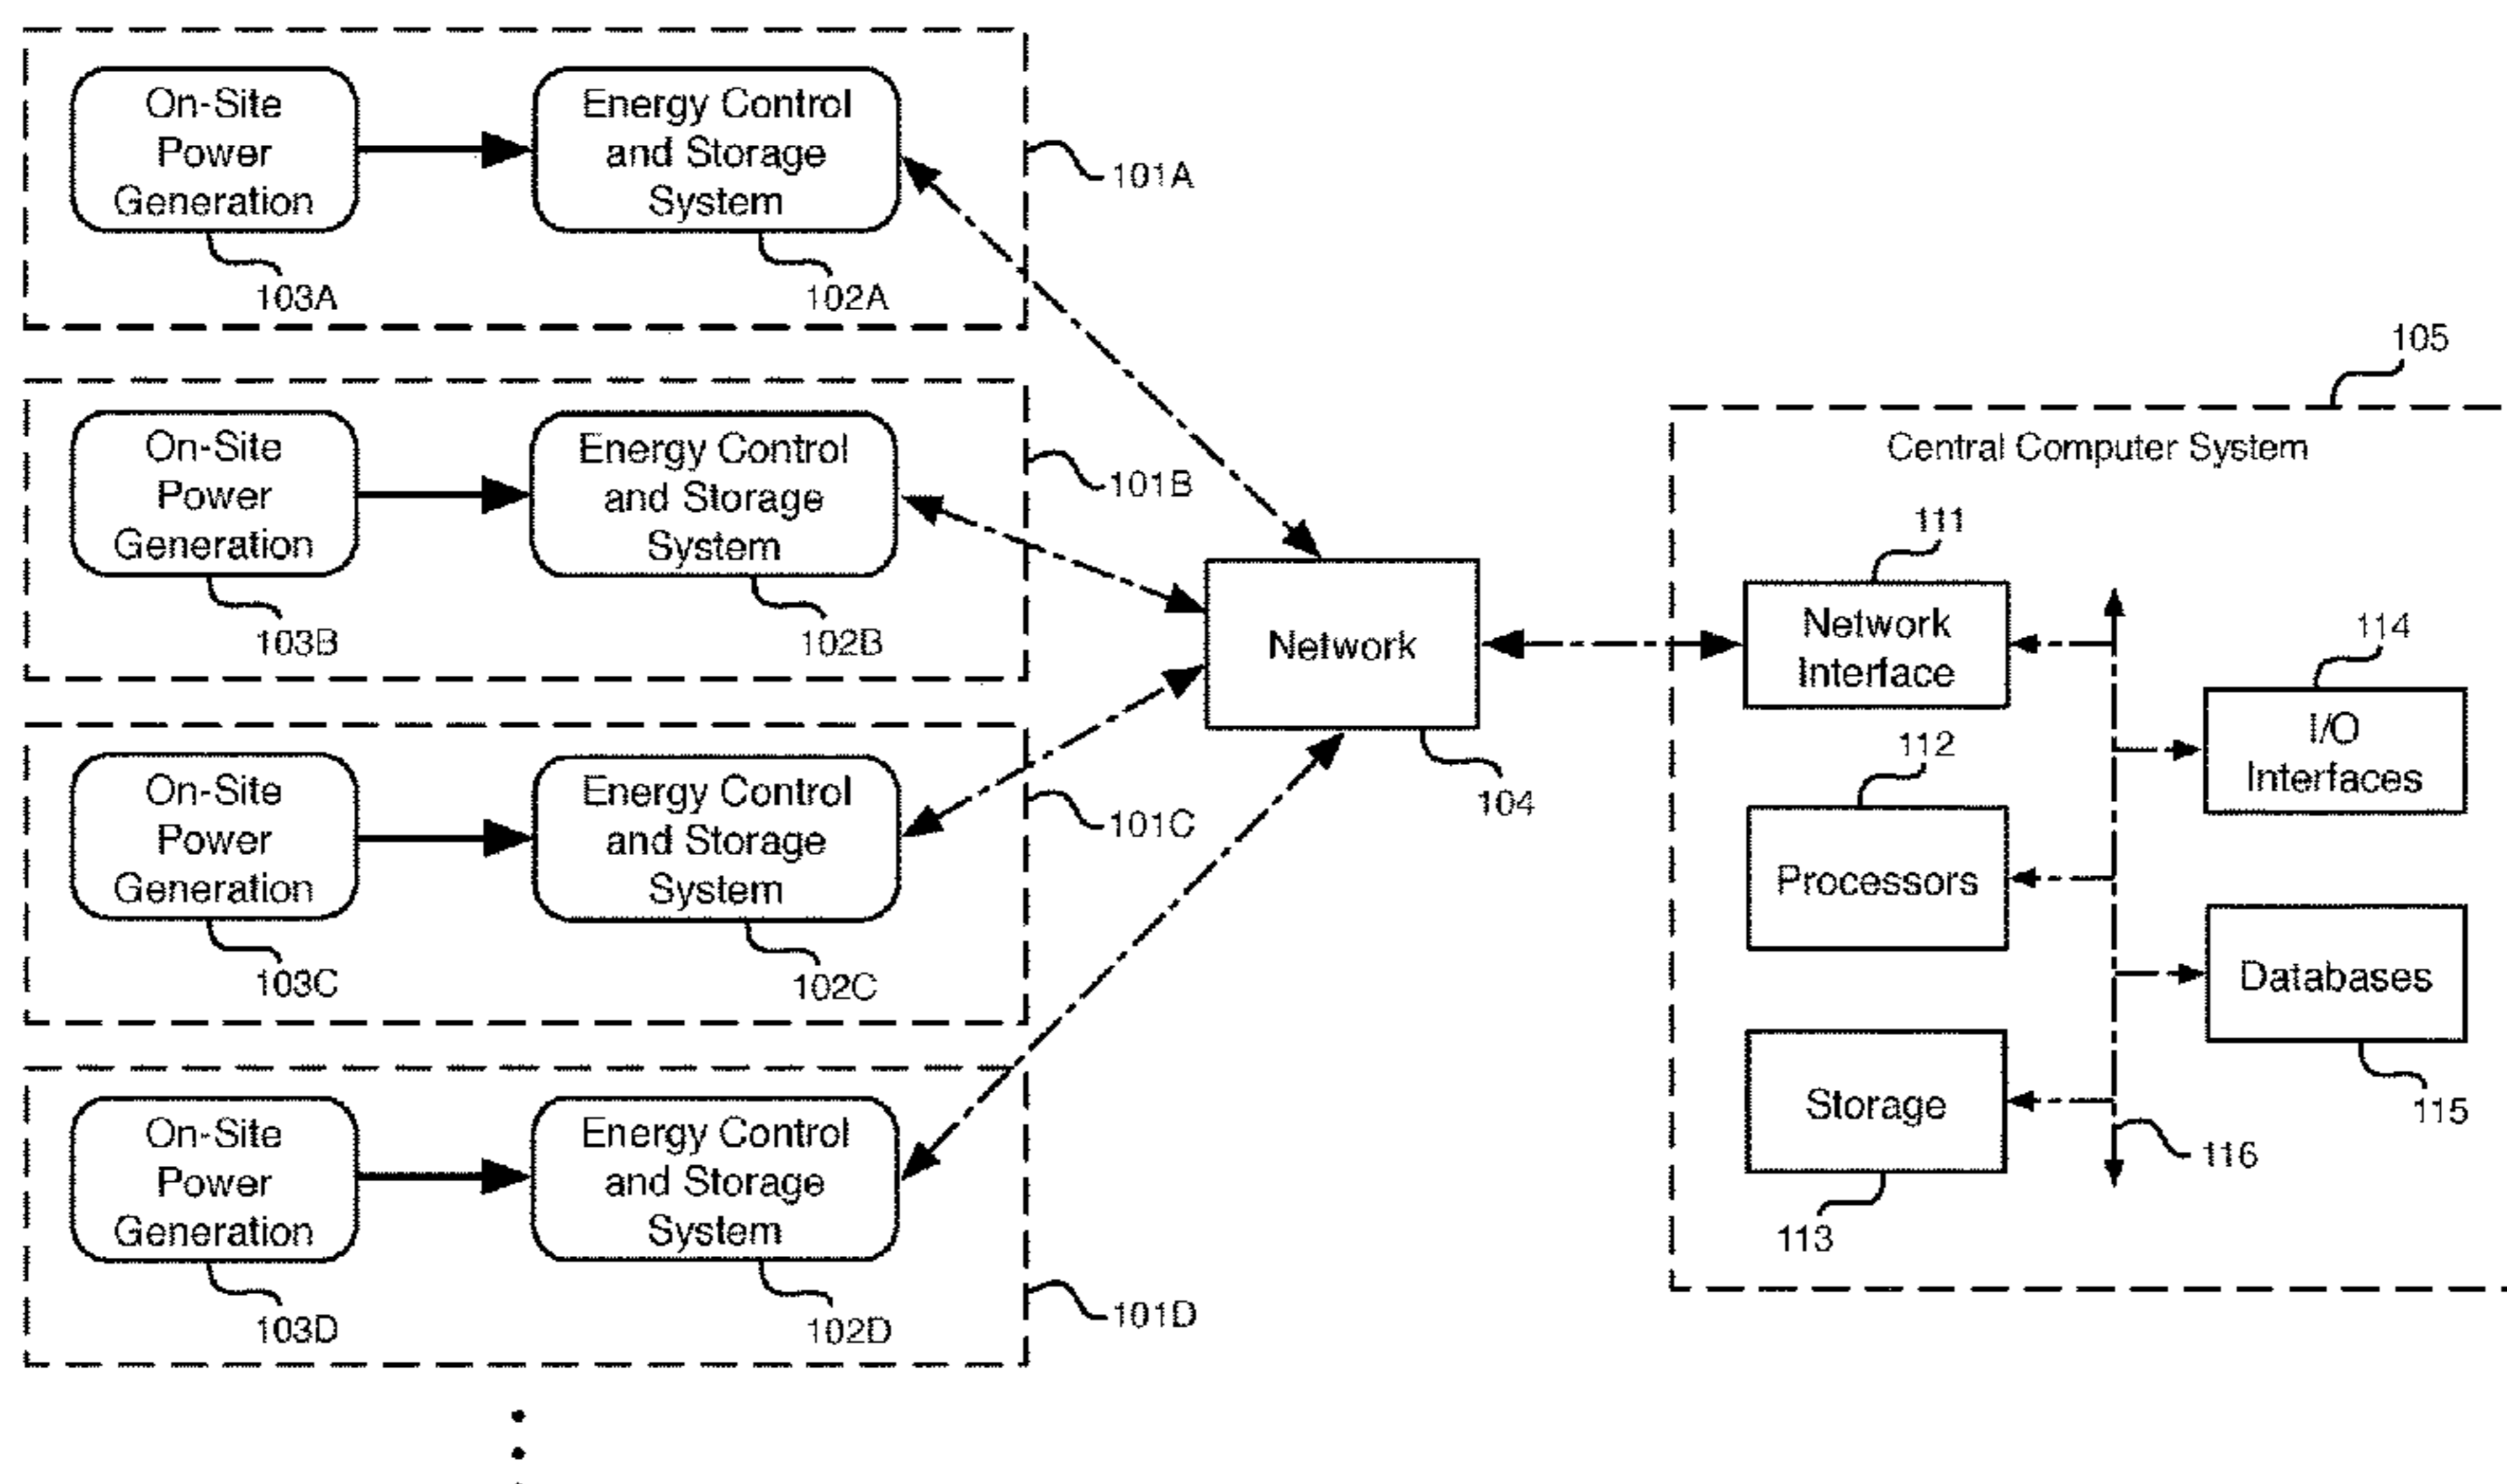 On-Site
Power
Generation
103A
Energy Control
and Storage
System
102A
101A
On-Site
Power
Generation
103B
Energy Control
and Storage
System
102B
101B
On-Site
Power
Generation
103C
Energy Control
and Storage
System
102C
101C
On-Site
Power
Generation
103D
Energy Control
and Storage
System
102D
101D
Network
104
105
Central Computer System
111
Network
Interface
112
Processors
Storage
113
114
I/O
Interfaces
Databases
115
116